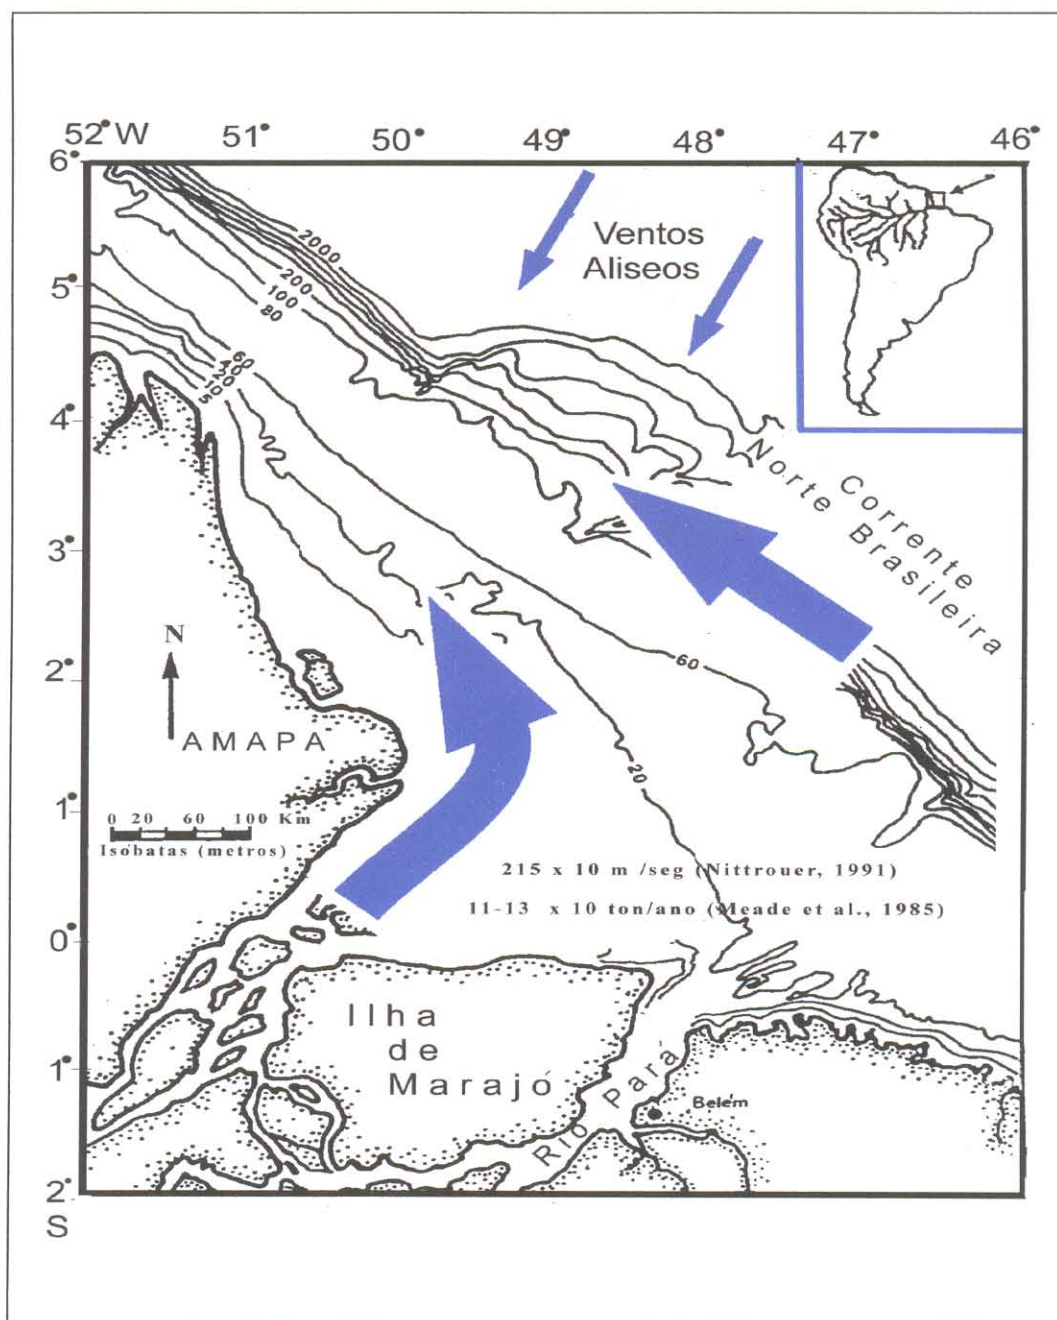 52° W 51° 50° 49° 48° 47° 46°
6°
5°
4°
3°
2°
1°
0°
1°
2°
S
Ventos
Aliseos
2000
200
100
80
60
40
20
10
5
Corrente
Norte Brasileira
60
20
N
AMAPA
0 20 60 100 Km
Isóbatas (metros)
215 x 10 m /seg (Nittrouer, 1991)
11-13 x 10 ton/ano (Meade et al., 1985)
Ilha
de
Marajó
Rio Pará
Belém